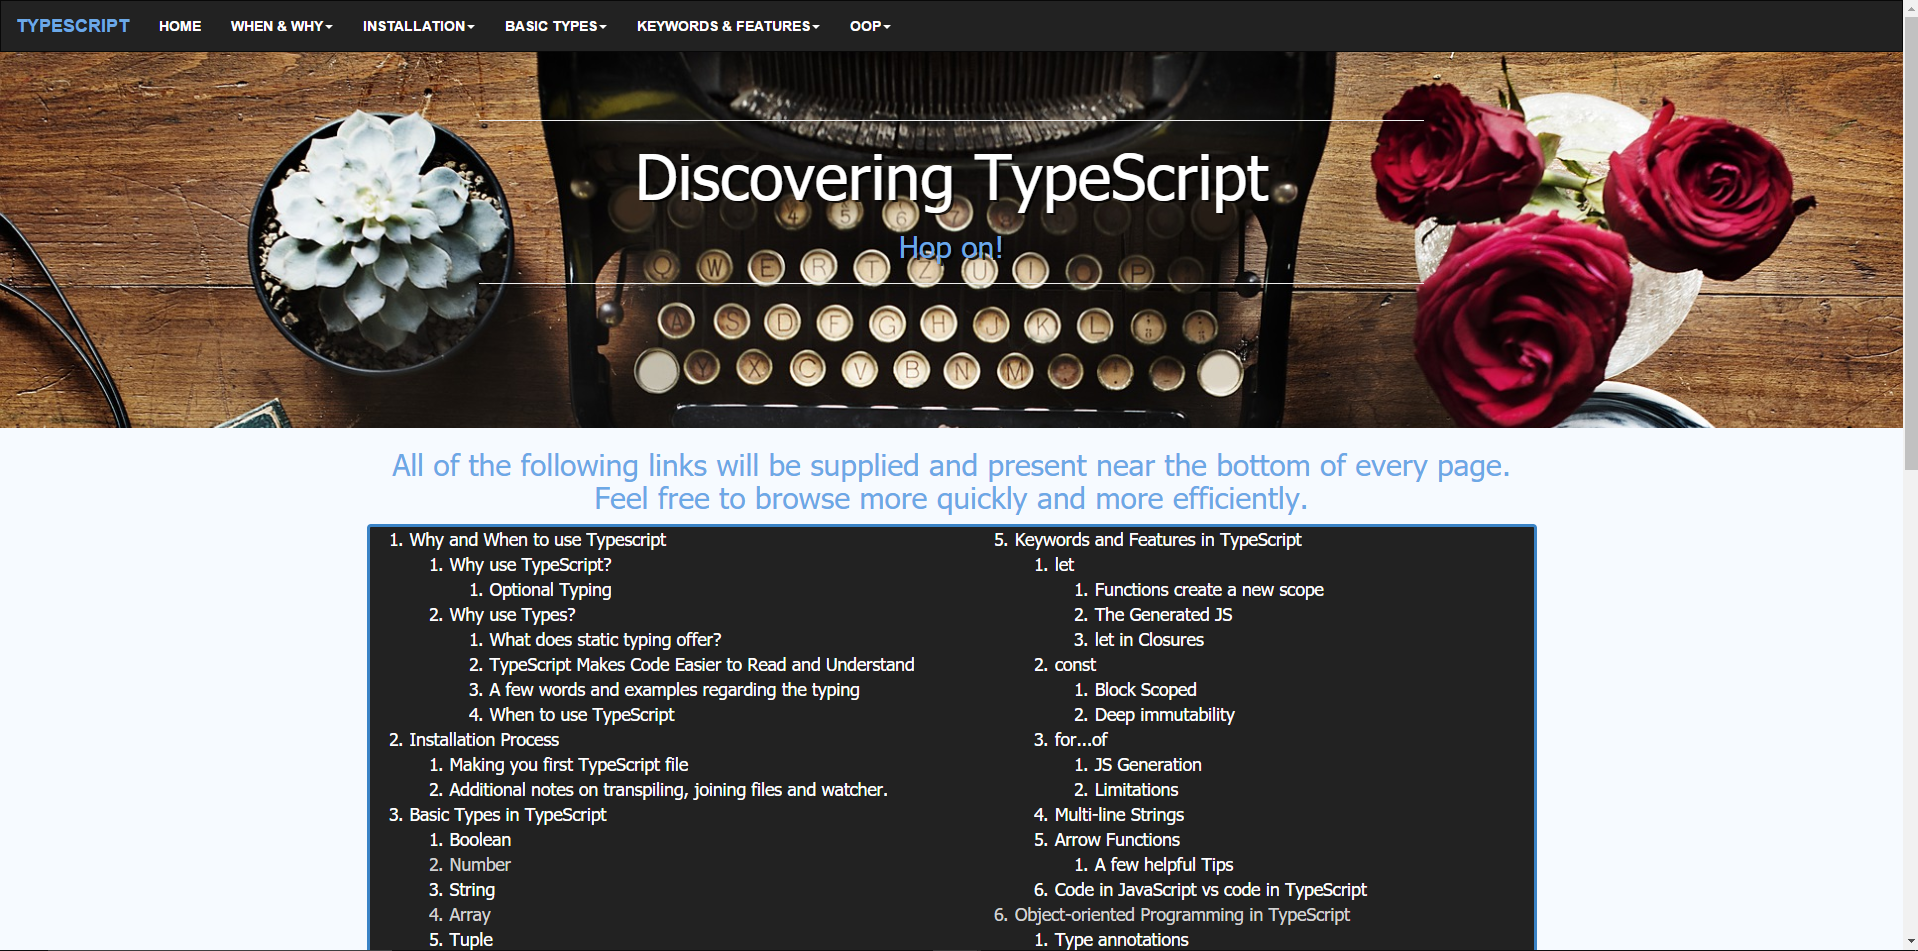 TYPESCRIPT HOME WHEN & WHY INSTALLATION BASIC TYPES KEYWORDS & FEATURES OOP
Discovering TypeScript
Hop on!
4 5 6 7
Q W E R T Z U I O P
A S D F G H J K L
Y X C V B N M
All of the following links will be supplied and present near the bottom of every page.
Feel free to browse more quickly and more efficiently.
1. Why and When to use Typescript
1. Why use TypeScript?
1. Optional Typing
2. Why use Types?
1. What does static typing offer?
2. TypeScript Makes Code Easier to Read and Understand
3. A few words and examples regarding the typing
4. When to use TypeScript
2. Installation Process
1. Making you first TypeScript file
2. Additional notes on transpiling, joining files and watcher.
3. Basic Types in TypeScript
1. Boolean
2. Number
3. String
4. Array
5. Tuple
5. Keywords and Features in TypeScript
1. let
1. Functions create a new scope
2. The Generated JS
3. let in Closures
2. const
1. Block Scoped
2. Deep immutability
3. for...of
1. JS Generation
2. Limitations
4. Multi-line Strings
5. Arrow Functions
1. A few helpful Tips
6. Code in JavaScript vs code in TypeScript
6. Object-oriented Programming in TypeScript
1. Type annotations